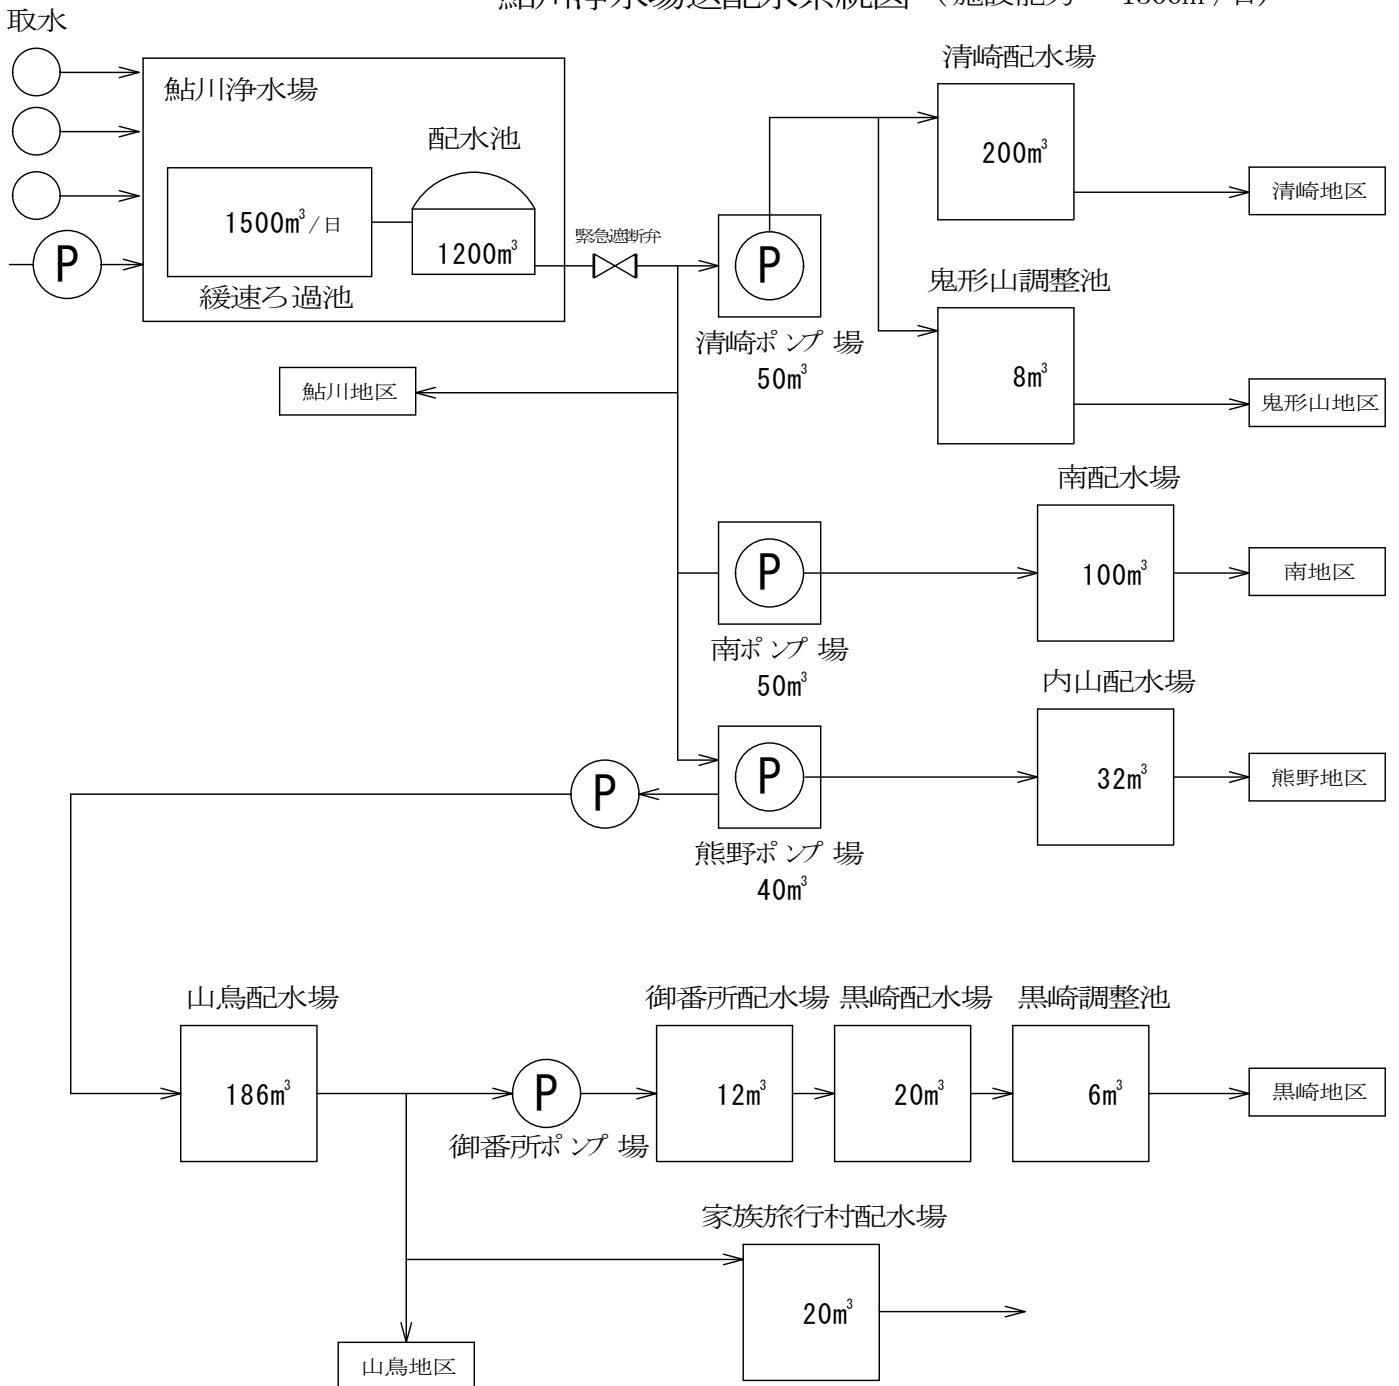 取水
清崎配水場
鮎川浄水場
配水池
200m³
清崎地区
1500m³/日
1200m³
緊急遮断弁
P
P
緩速ろ過池
鬼形山調整池
清崎ポンプ場
50m³
8m³
鮎川地区
鬼形山地区
南配水場
P
100m³
南地区
南ポンプ場
50m³
内山配水場
P
P
32m³
熊野地区
熊野ポンプ場
40m³
山鳥配水場
御番所配水場
黒崎配水場
黒崎調整池
186m³
P
12m³
20m³
6m³
黒崎地区
御番所ポンプ場
家族旅行村配水場
20m³
山鳥地区